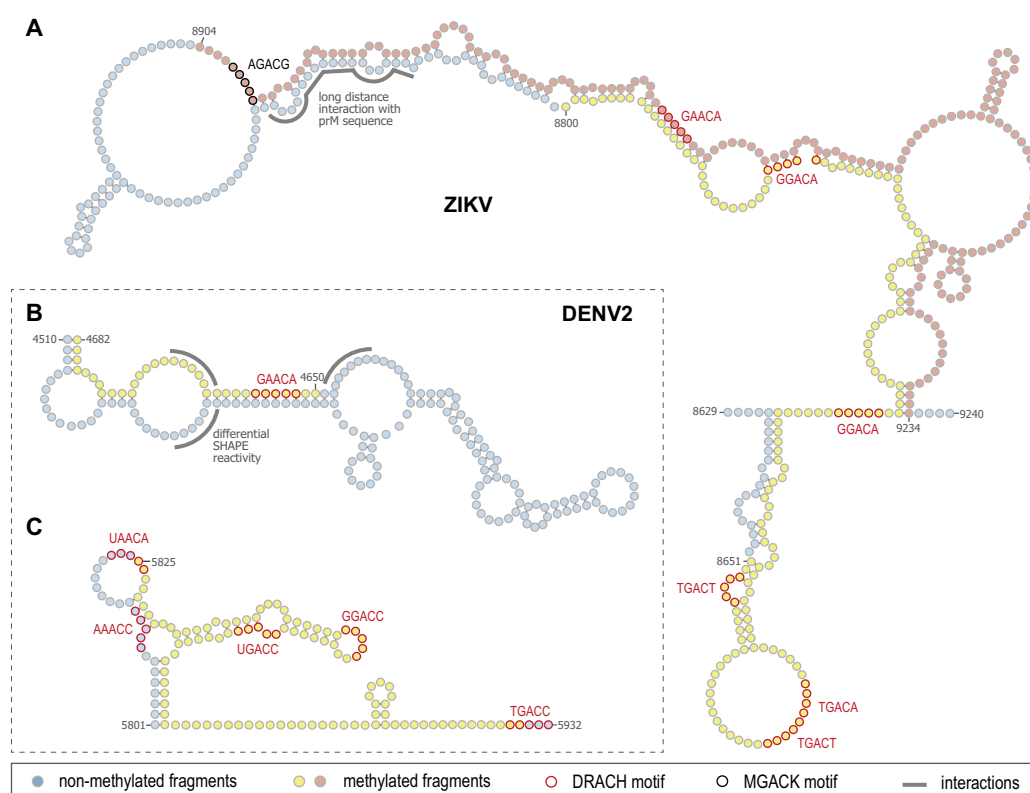 A
8904
AGACG
long distance
interaction with
prM sequence
8800
GAACA
GGACA
ZIKV
B
DENV2
4510
4682
GAACA
4650
differential
SHAPE
reactivity
8629
GGACA
9234
9240
C
UAACA
5825
AAACC
UGACC
GGACC
5801
TGACC
5932
8651
TGACT
TGACA
TGACT
non-methylated fragments
methylated fragments
DRACH motif
MGACK motif
interactions